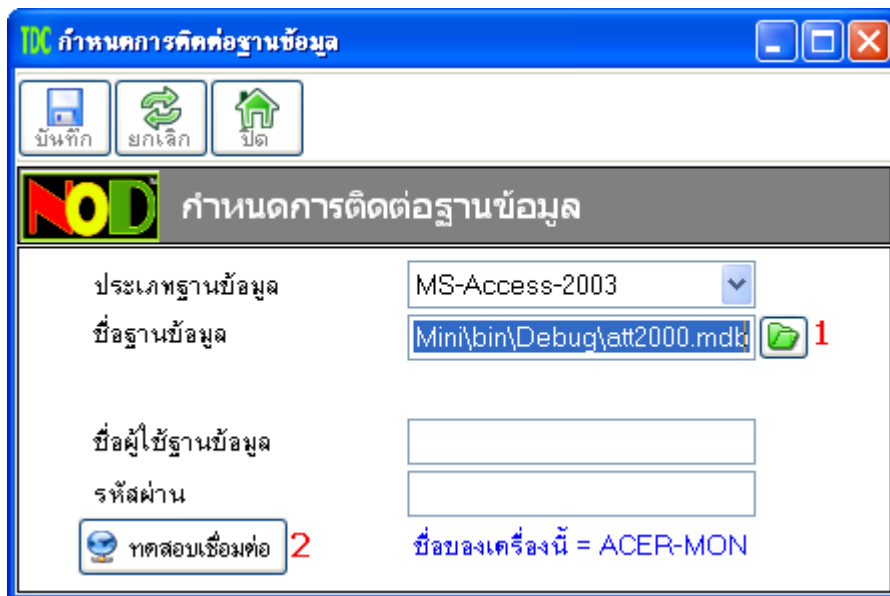 TDC กำหนดการติดต่อฐานข้อมูล
บันทึก ยกเลิก ปิด
NOD กำหนดการติดต่อฐานข้อมูล
ประเภทฐานข้อมูล MS-Access-2003
ชื่อฐานข้อมูล Mini\bin\Debug\att2000.mdb 1
ชื่อผู้ใช้ฐานข้อมูล
รหัสผ่าน
ทดสอบเชื่อมต่อ 2 ชื่อของเครื่องนี้ = ACER-MON